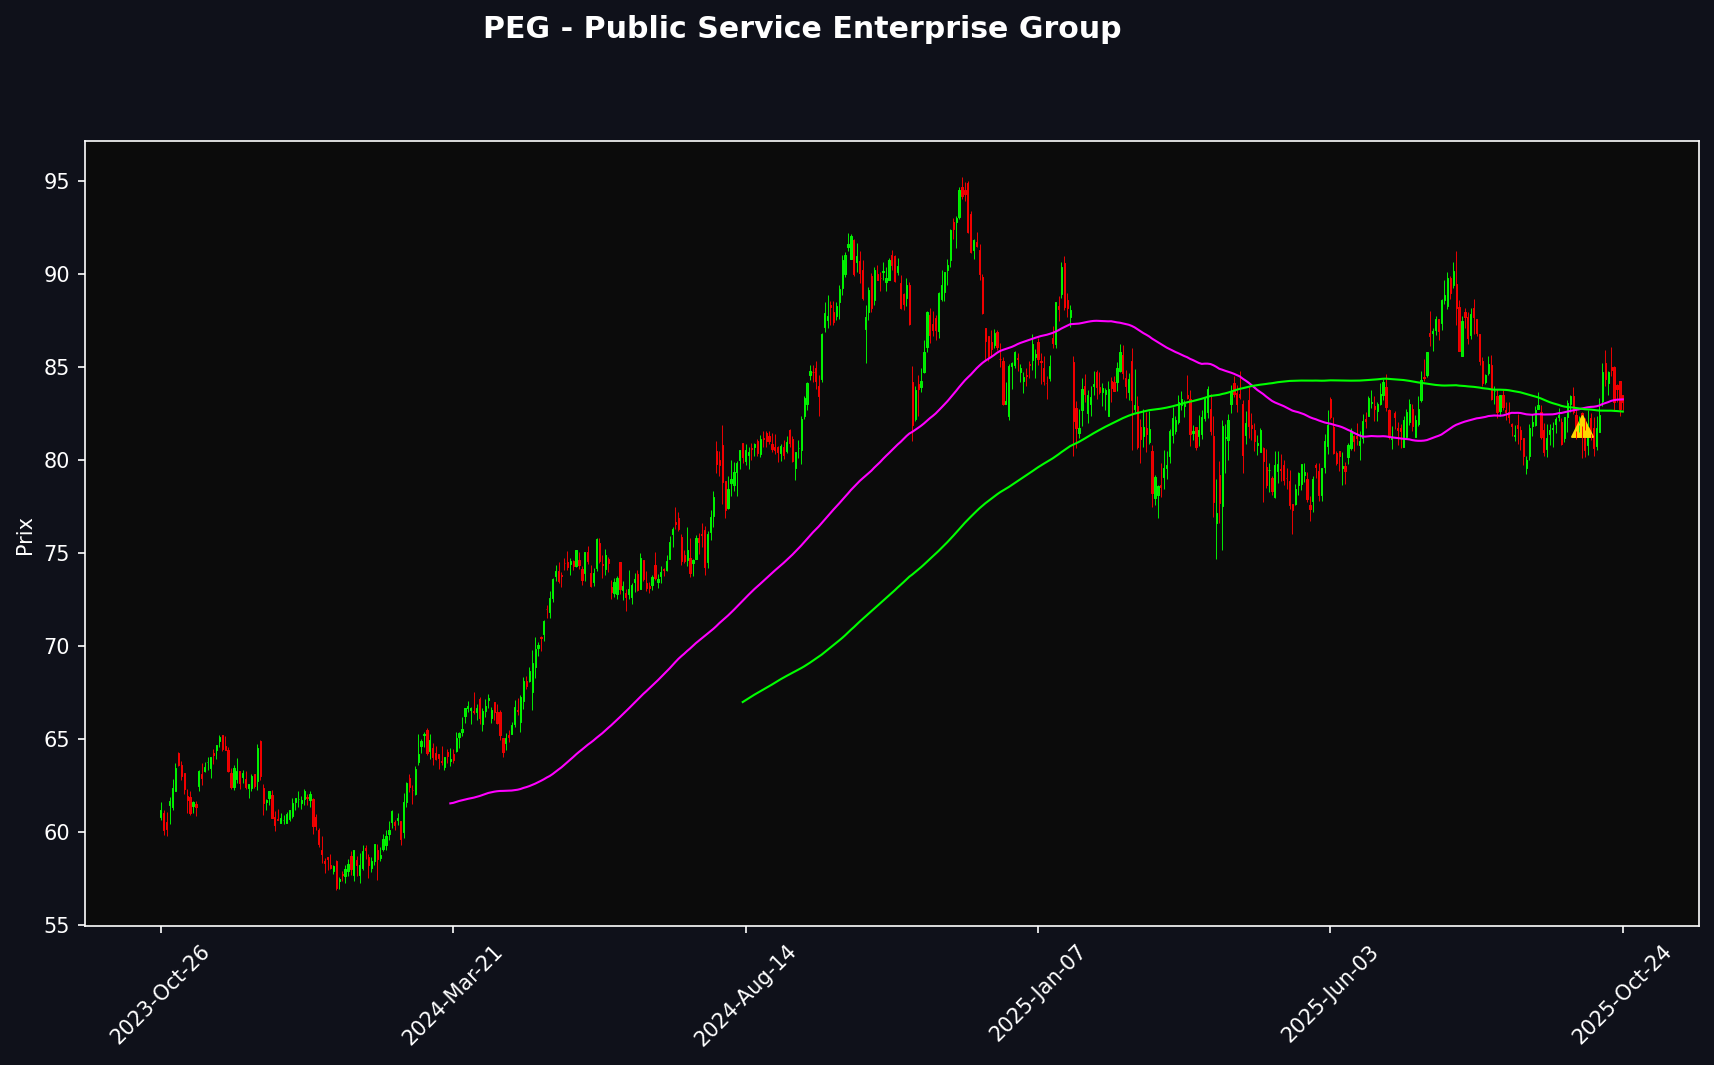 PEG - Public Service Enterprise Group
Prix
95
90
85
80
75
70
65
60
55
2023-Oct-26
2024-Mar-21
2024-Aug-14
2025-Jan-07
2025-Jun-03
2025-Oct-24